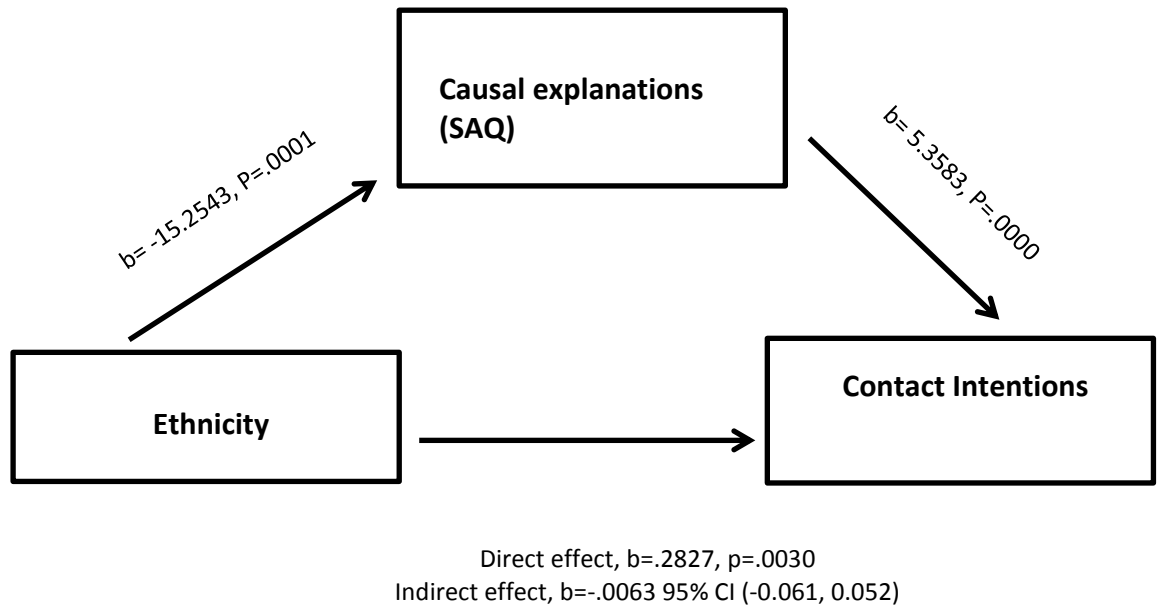 Causal explanations
(SAQ)
b= -15.2543, P=.0001
b= 5.3583, P=.0000
Ethnicity
Contact Intentions
Direct effect, b=.2827, p=.0030
Indirect effect, b=-.0063 95% CI (-0.061, 0.052)